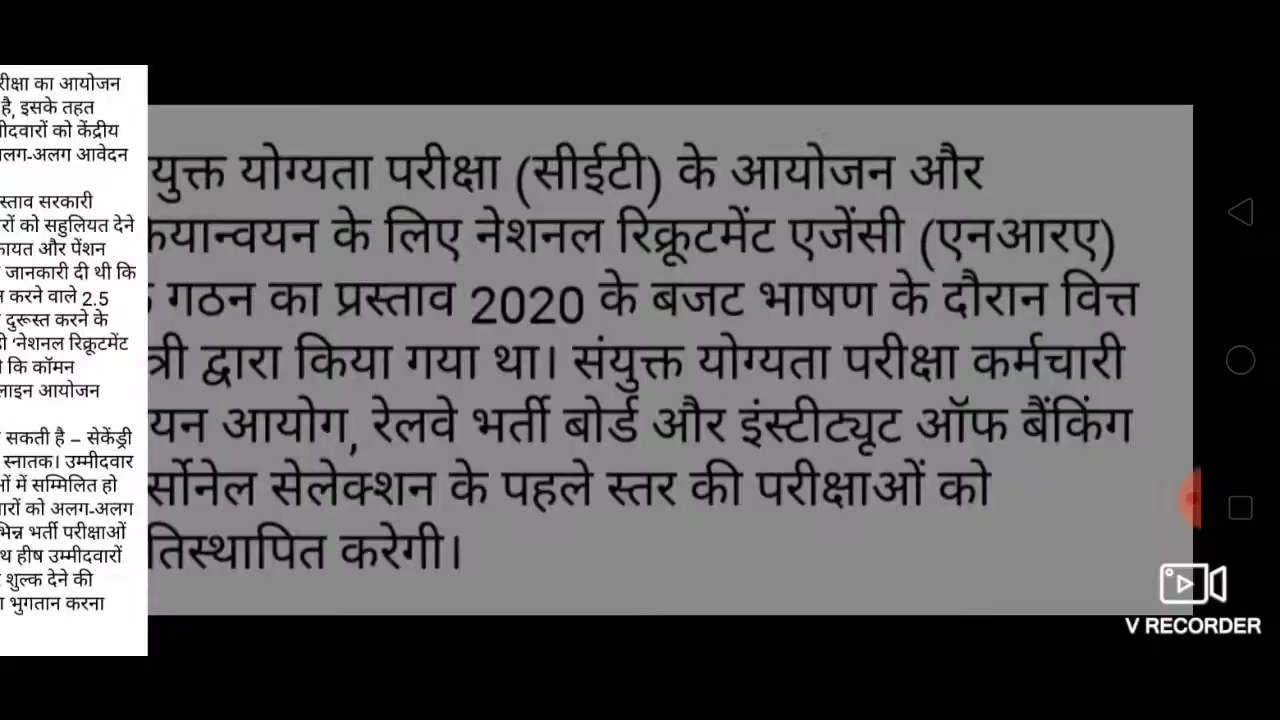 रीक्षा का आयोजन
है, इसके तहत
ीदवारों को केंद्रीय
लग-अलग आवेदन
स्ताव सरकारी
रों को सहुलियत देने
कायत और पेंशन
जानकारी दी थी कि
करने वाले 2.5
दुरूस्त करने के
'नेशनल रिक्रूटमेंट
कि कॉमन
लाइन आयोजन
सकती है – सेकेंड्री
स्नातक। उम्मीदवार
ओं में सम्मिलित हो
ारों को अलग-अलग
भिन्न भर्ती परीक्षाओं
थ हीष उम्मीदवारों
शुल्क देने की
भुगतान करना
युक्त योग्यता परीक्षा (सीईटी) के आयोजन और
क्रयान्वयन के लिए नेशनल रिक्रूटमेंट एजेंसी (एनआरए)
गठन का प्रस्ताव 2020 के बजट भाषण के दौरान वित्त
त्री द्वारा किया गया था। संयुक्त योग्यता परीक्षा कर्मचारी
यन आयोग, रेलवे भर्ती बोर्ड और इंस्टीट्यूट ऑफ बैंकिंग
र्सोनेल सेलेक्शन के पहले स्तर की परीक्षाओं को
तिस्थापित करेगी।
V RECORDER